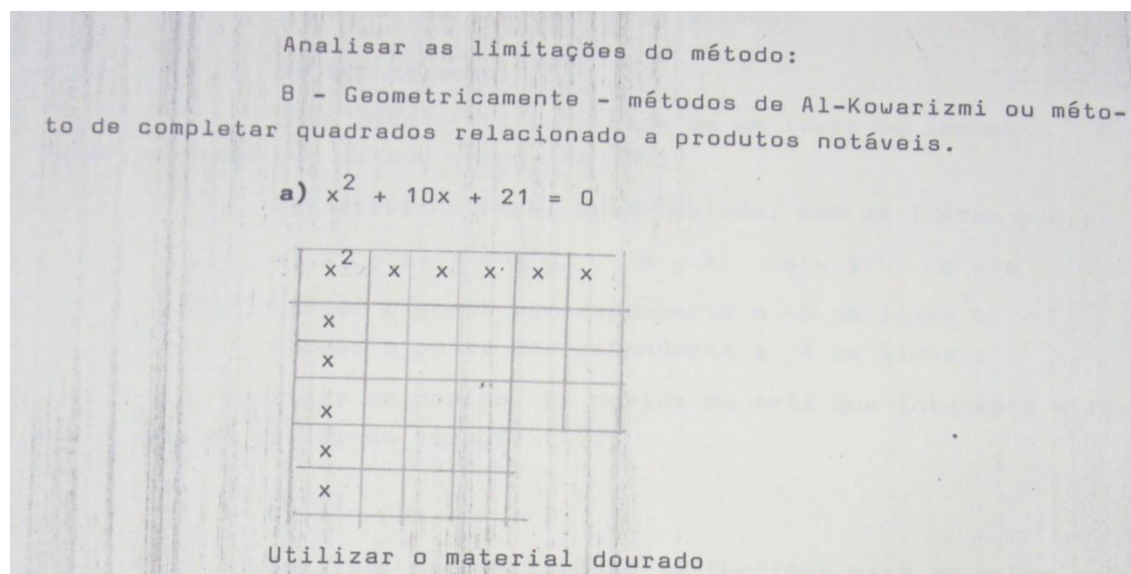 Analisar as limitações do método:
B - Geometricamente - métodos de Al-Kowarizmi ou méto-
to de completar quadrados relacionado a produtos notáveis.
a) x² + 10x + 21 = 0
x² x x x x x
x
x
x
x
x
Utilizar o material dourado